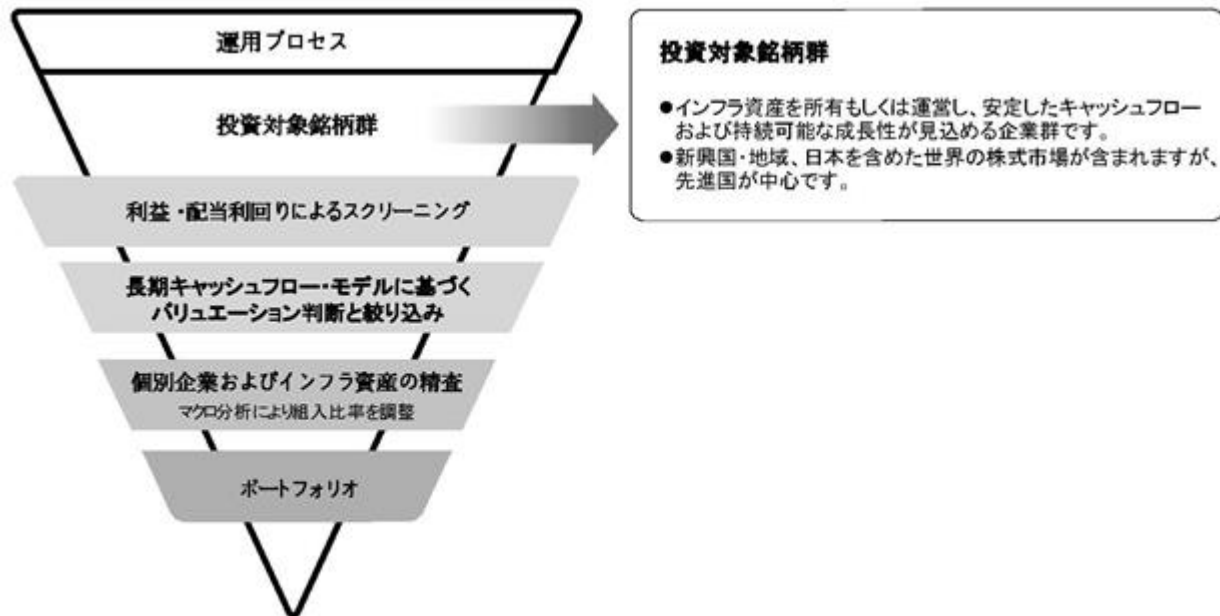 運用プロセス
投資対象銘柄群
利益・配当利回りによるスクリーニング
長期キャッシュフロー・モデルに基づく
バリュエーション判断と絞り込み
個別企業およびインフラ資産の精査
マクロ分析により組入比率を調整
ポートフォリオ
投資対象銘柄群
●インフラ資産を所有もしくは運営し、安定したキャッシュフロー
および持続可能な成長性が見込める企業群です。
●新興国・地域、日本を含めた世界の株式市場が含まれますが、
先進国が中心です。